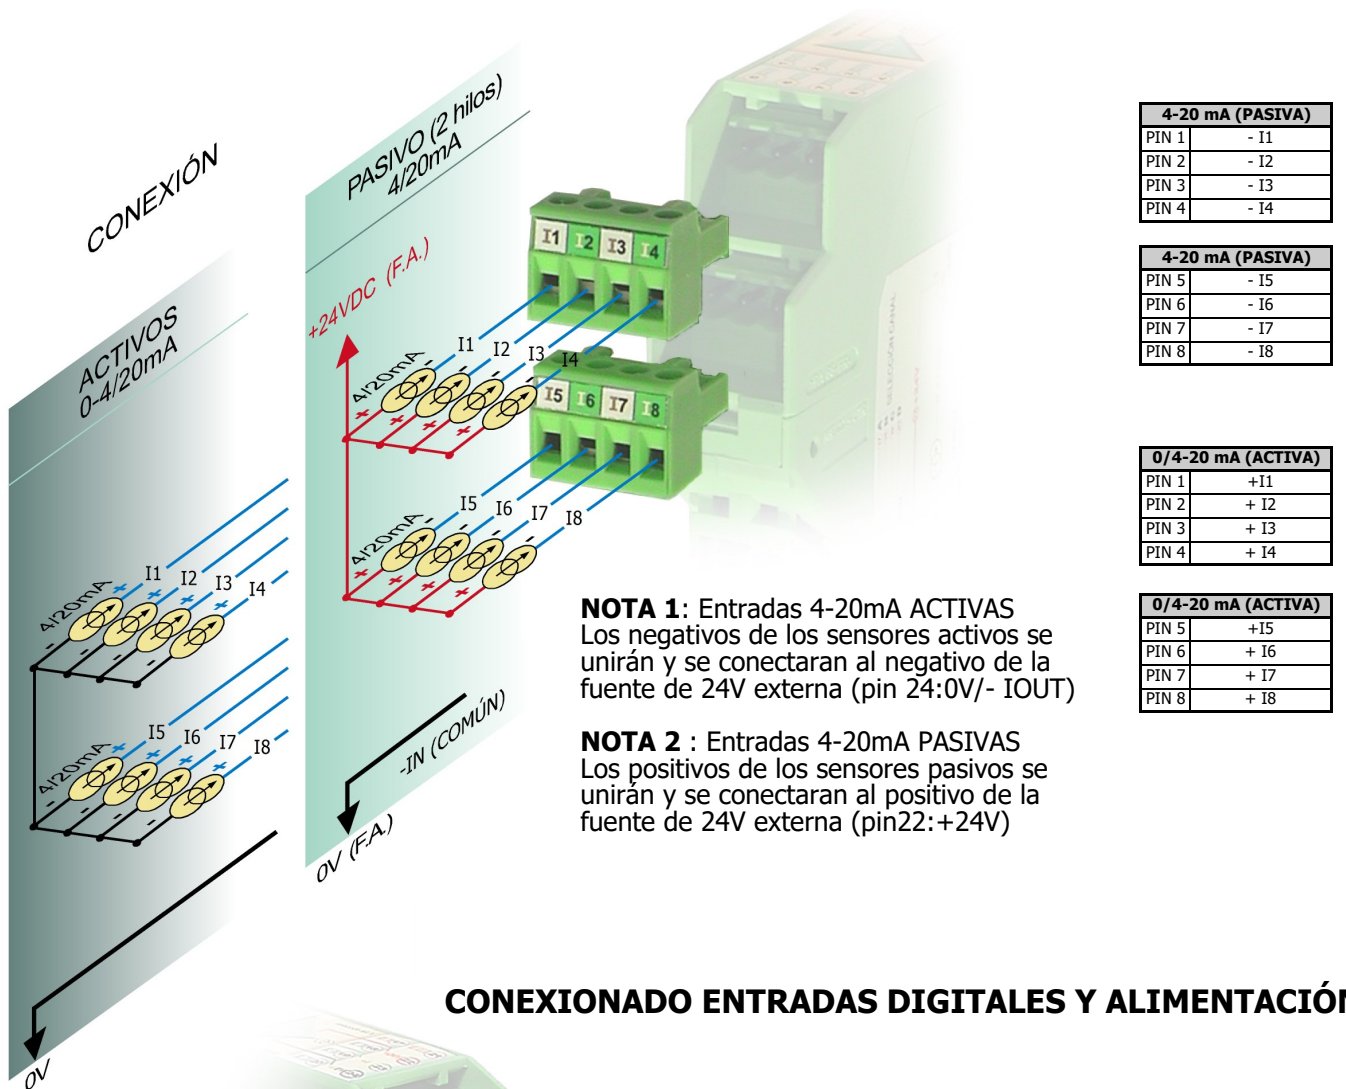 CONEXIÓN
ACTIVOS
0-4/20mA
4/20mA
I1
I2
I3
I4
4/20mA
I5
I6
I7
I8
0V
PASIVO (2 hilos)
4/20mA
+24VDC (F.A.)
4/20mA
I1
I2
I3
I4
4/20mA
I5
I6
I7
I8
-IN (COMÚN)
0V (F.A.)
I1 I2 I3 I4
I5 I6 I7 I8
SELECCIÓN CANAL
4-20 mA (PASIVA)
PIN 1 - I1
PIN 2 - I2
PIN 3 - I3
PIN 4 - I4
4-20 mA (PASIVA)
PIN 5 - I5
PIN 6 - I6
PIN 7 - I7
PIN 8 - I8
0/4-20 mA (ACTIVA)
PIN 1 +I1
PIN 2 + I2
PIN 3 + I3
PIN 4 + I4
0/4-20 mA (ACTIVA)
PIN 5 +I5
PIN 6 + I6
PIN 7 + I7
PIN 8 + I8
NOTA 1: Entradas 4-20mA ACTIVAS
Los negativos de los sensores activos se
unirán y se conectaran al negativo de la
fuente de 24V externa (pin 24:0V/- IOUT)
NOTA 2 : Entradas 4-20mA PASIVAS
Los positivos de los sensores pasivos se
unirán y se conectaran al positivo de la
fuente de 24V externa (pin22:+24V)
CONEXIONADO ENTRADAS DIGITALES Y ALIMENTACIÓN